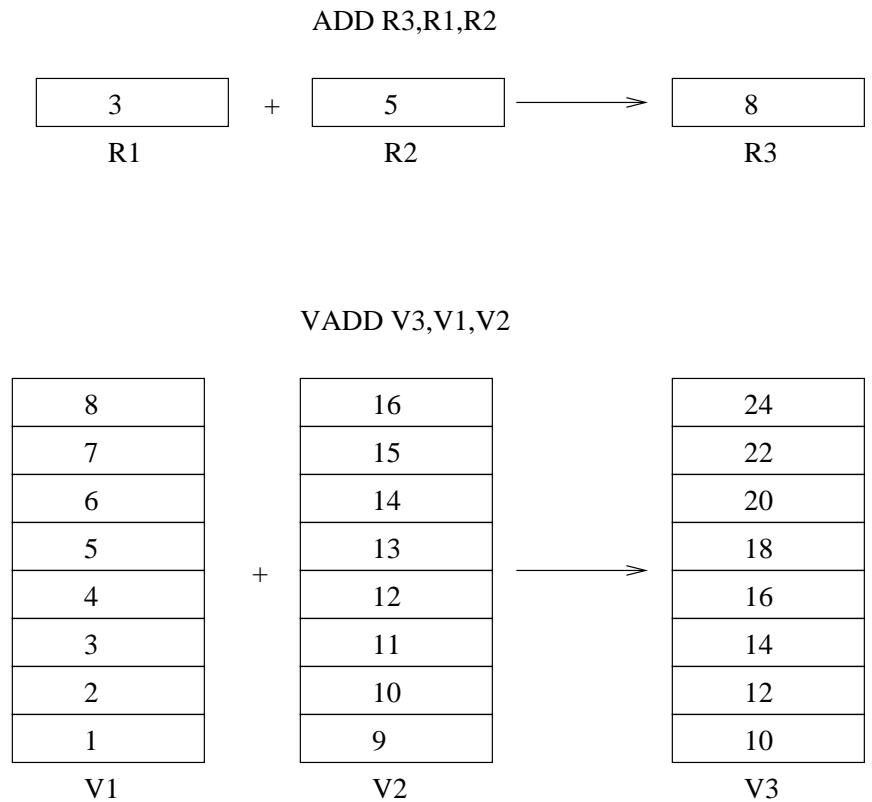 ADD R3,R1,R2
3 + 5 8
R1 R2 R3
VADD V3,V1,V2
8 16 24
7 15 22
6 14 20
5 13 18
+
4 12 16
3 11 14
2 10 12
1 9 10
V1 V2 V3